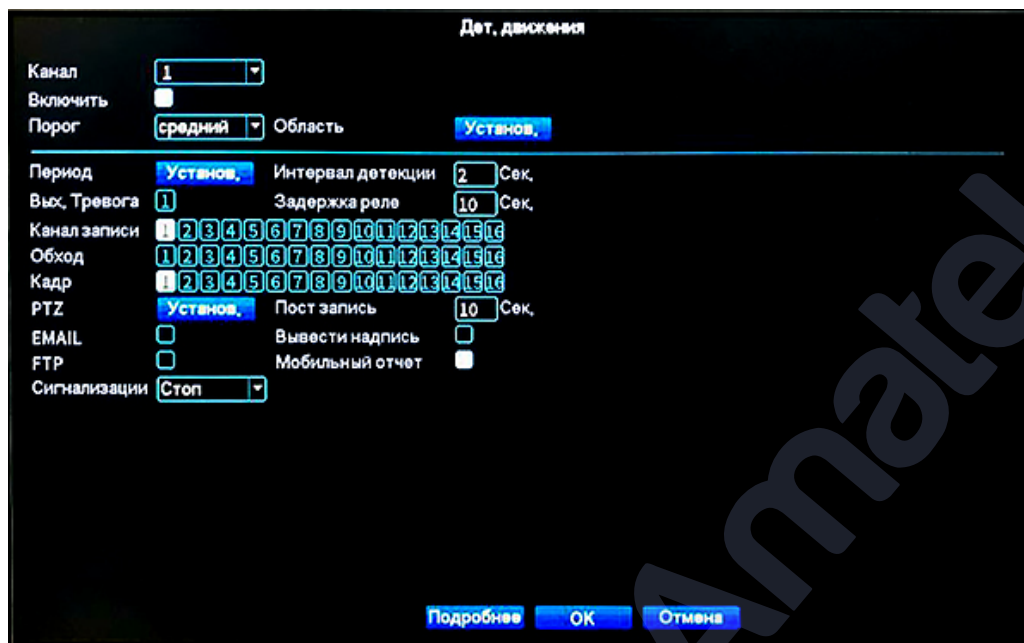 Дет. движения
Канал 1
Включить
Порог средний Область Установ.
Период Установ. Интервал детекции 2 Сек.
Вых. Тревога 1 Задержка реле 10 Сек.
Канал записи 1 2 3 4 5 6 7 8 9 10 11 12 13 14 15 16
Обход 1 2 3 4 5 6 7 8 9 10 11 12 13 14 15 16
Кадр 1 2 3 4 5 6 7 8 9 10 11 12 13 14 15 16
PTZ Установ. Пост запись 10 Сек.
EMAIL Вывести надпись
FTP Мобильный отчет
Сигнализации Стоп
Подробнее ОК Отмена
Amatek